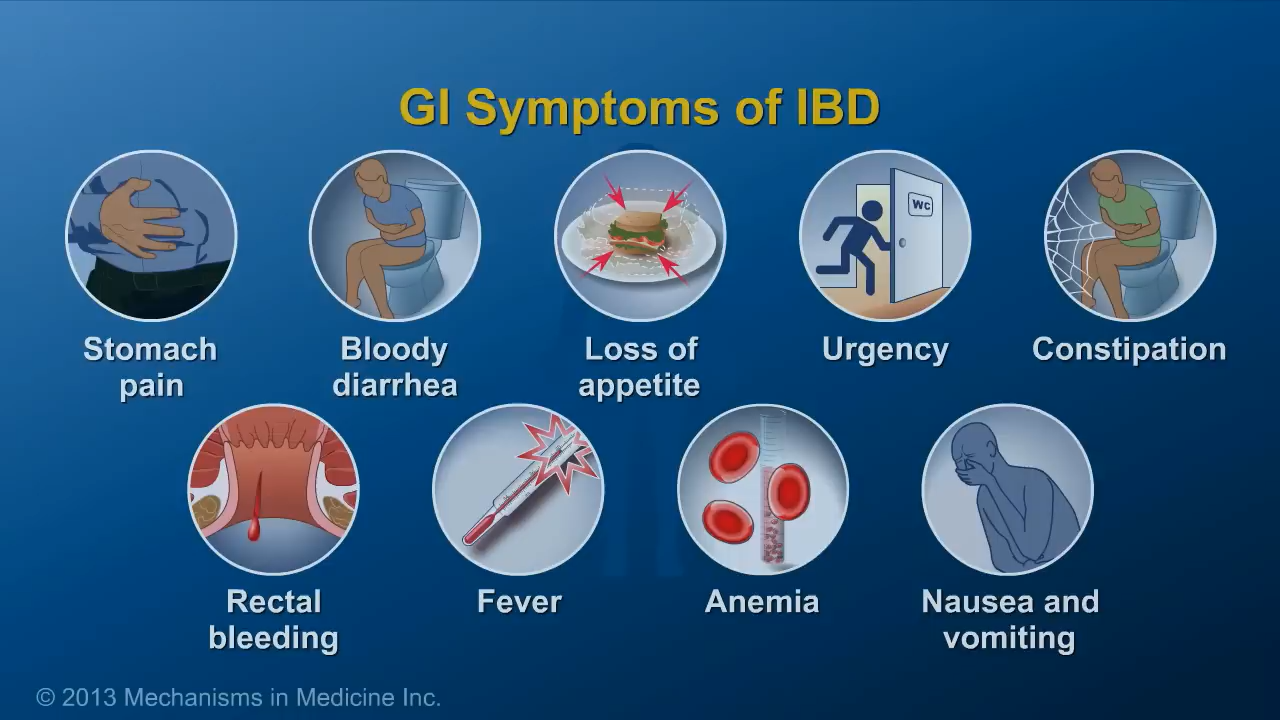 GI Symptoms of IBD
WC
Stomach
pain
Bloody
diarrhea
Loss of
appetite
Urgency
Constipation
Rectal
bleeding
Fever
Anemia
Nausea and
vomiting
© 2013 Mechanisms in Medicine Inc.